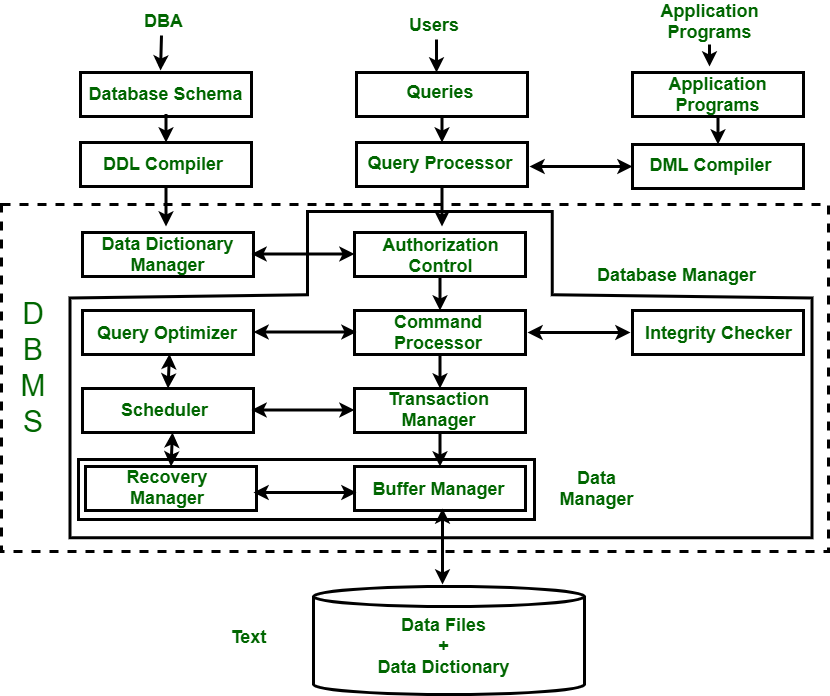 DBA
Users
Application
Programs
Database Schema
Queries
Application
Programs
DDL Compiler
Query Processor
DML Compiler
Data Dictionary
Manager
Authorization
Control
Database Manager
D
B
M
S
Query Optimizer
Command
Processor
Integrity Checker
Scheduler
Transaction
Manager
Recovery
Manager
Buffer Manager
Data
Manager
Text
Data Files
+
Data Dictionary